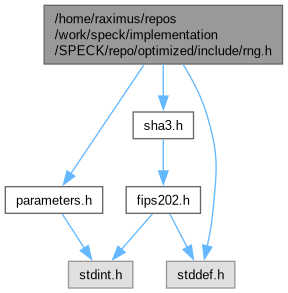 /home/raximus/repos
/work/speck/implementation
/SPECK/repo/optimized/include/rng.h
sha3.h
parameters.h
fips202.h
stdint.h
stddef.h